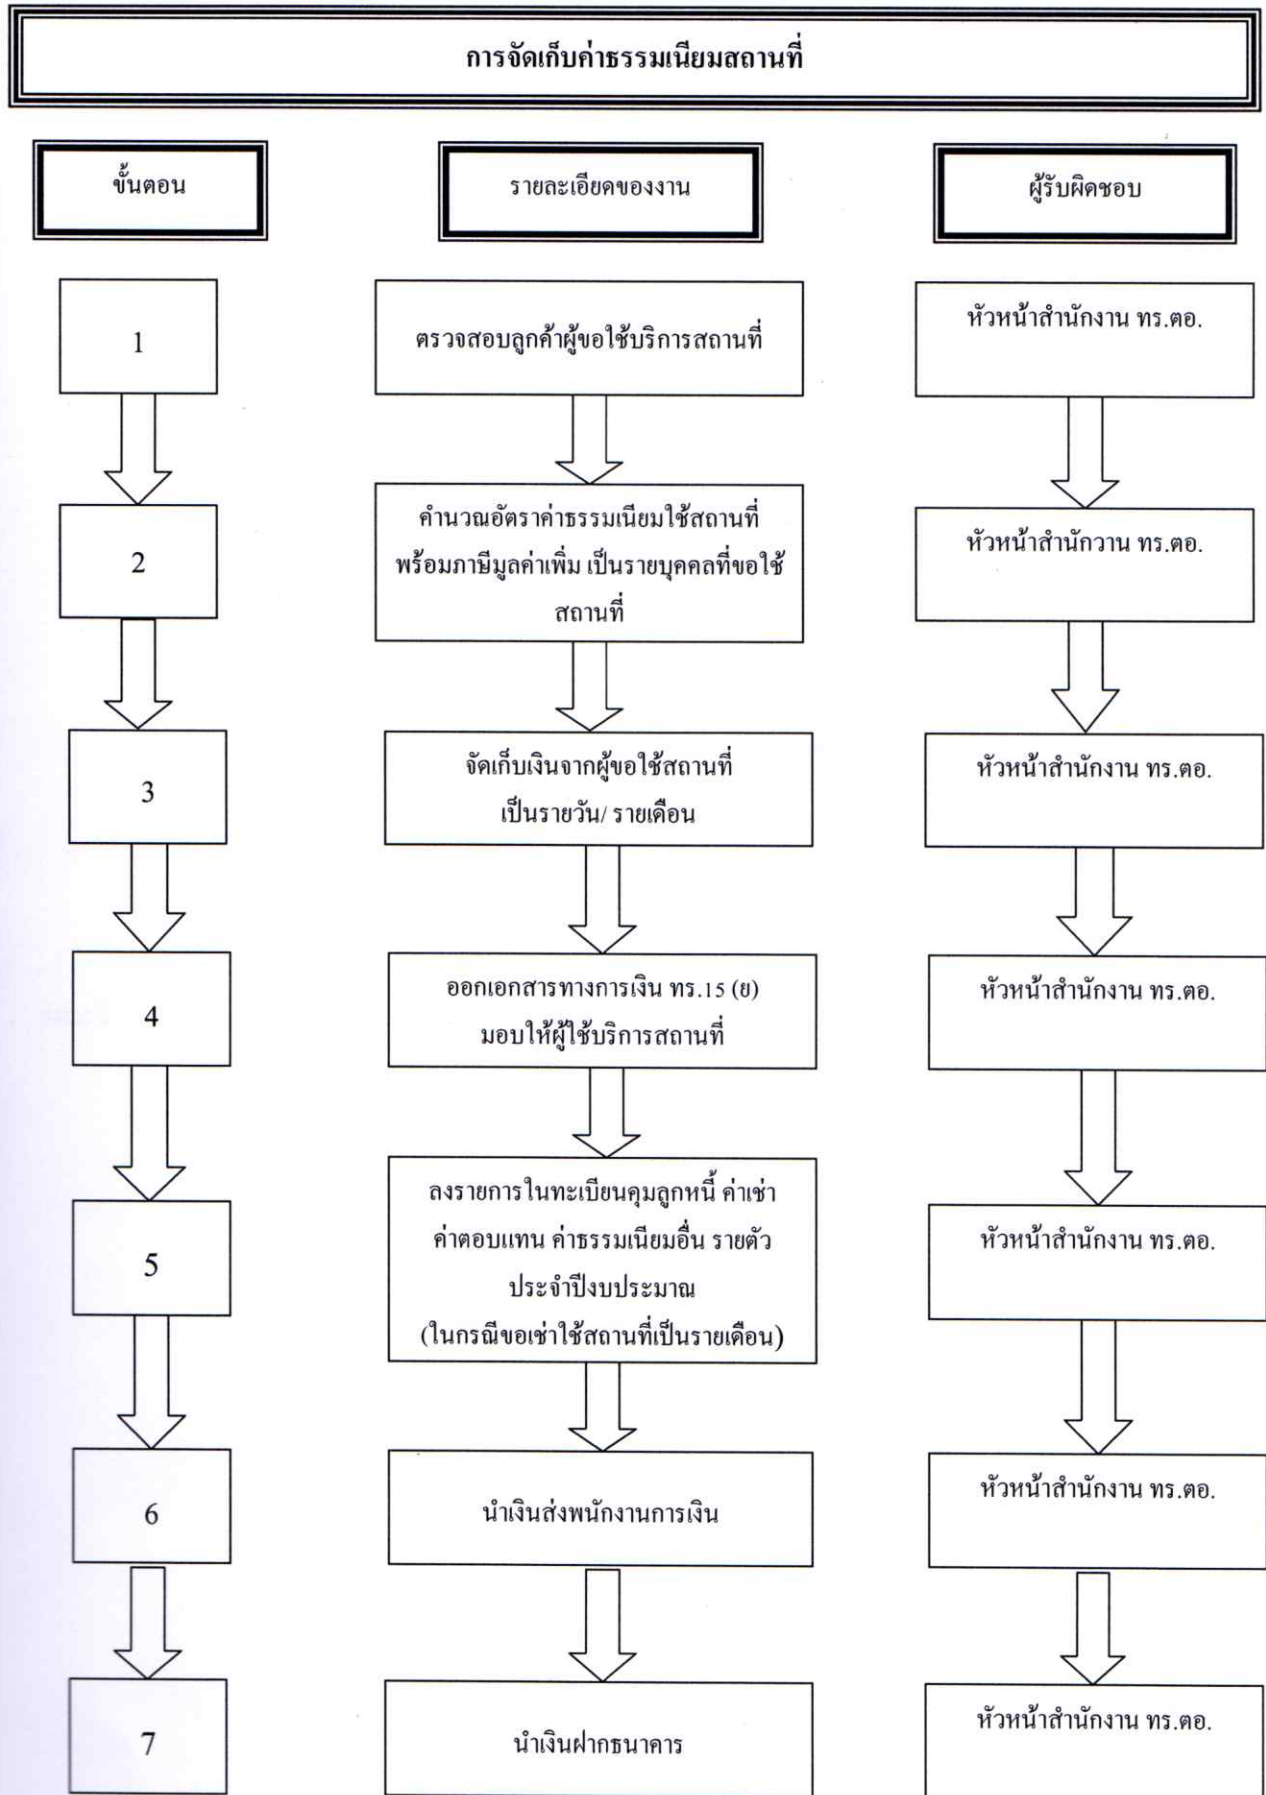 การจัดเก็บค่าธรรมเนียมสถานที่
ขั้นตอน
รายละเอียดของงาน
ผู้รับผิดชอบ
1
ตรวจสอบลูกค้าผู้ขอใช้บริการสถานที่
หัวหน้าสำนักงาน ทร.ตอ.
2
คำนวณอัตราค่าธรรมเนียมใช้สถานที่
พร้อมภาษีมูลค่าเพิ่ม เป็นรายบุคคลที่ขอใช้
สถานที่
หัวหน้าสำนักวาน ทร.ตอ.
3
จัดเก็บเงินจากผู้ขอใช้สถานที่
เป็นรายวัน/ รายเดือน
หัวหน้าสำนักงาน ทร.ตอ.
4
ออกเอกสารทางการเงิน ทร.15 (ย)
มอบให้ผู้ใช้บริการสถานที่
หัวหน้าสำนักงาน ทร.ตอ.
5
ลงรายการในทะเบียนคุมลูกหนี้ ค่าเช่า
ค่าตอบแทน ค่าธรรมเนียมอื่น รายตัว
ประจำปีงบประมาณ
(ในกรณีขอเช่าใช้สถานที่เป็นรายเดือน)
หัวหน้าสำนักงาน ทร.ตอ.
6
นำเงินส่งพนักงานการเงิน
หัวหน้าสำนักงาน ทร.ตอ.
7
นำเงินฝากธนาคาร
หัวหน้าสำนักงาน ทร.ตอ.